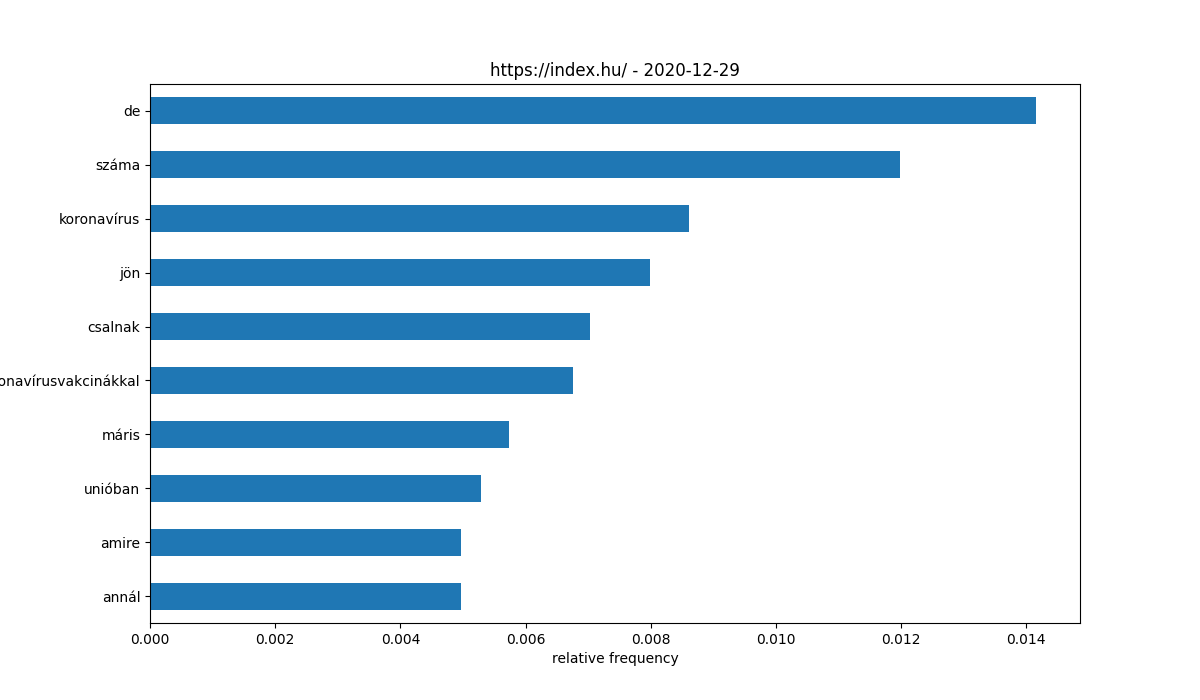 https://index.hu/ - 2020-12-29
de
száma
koronavírus
jön
csalnak
onavírusvakcinákkal
máris
unióban
amire
annál
0.000 0.002 0.004 0.006 0.008 0.010 0.012 0.014
relative frequency